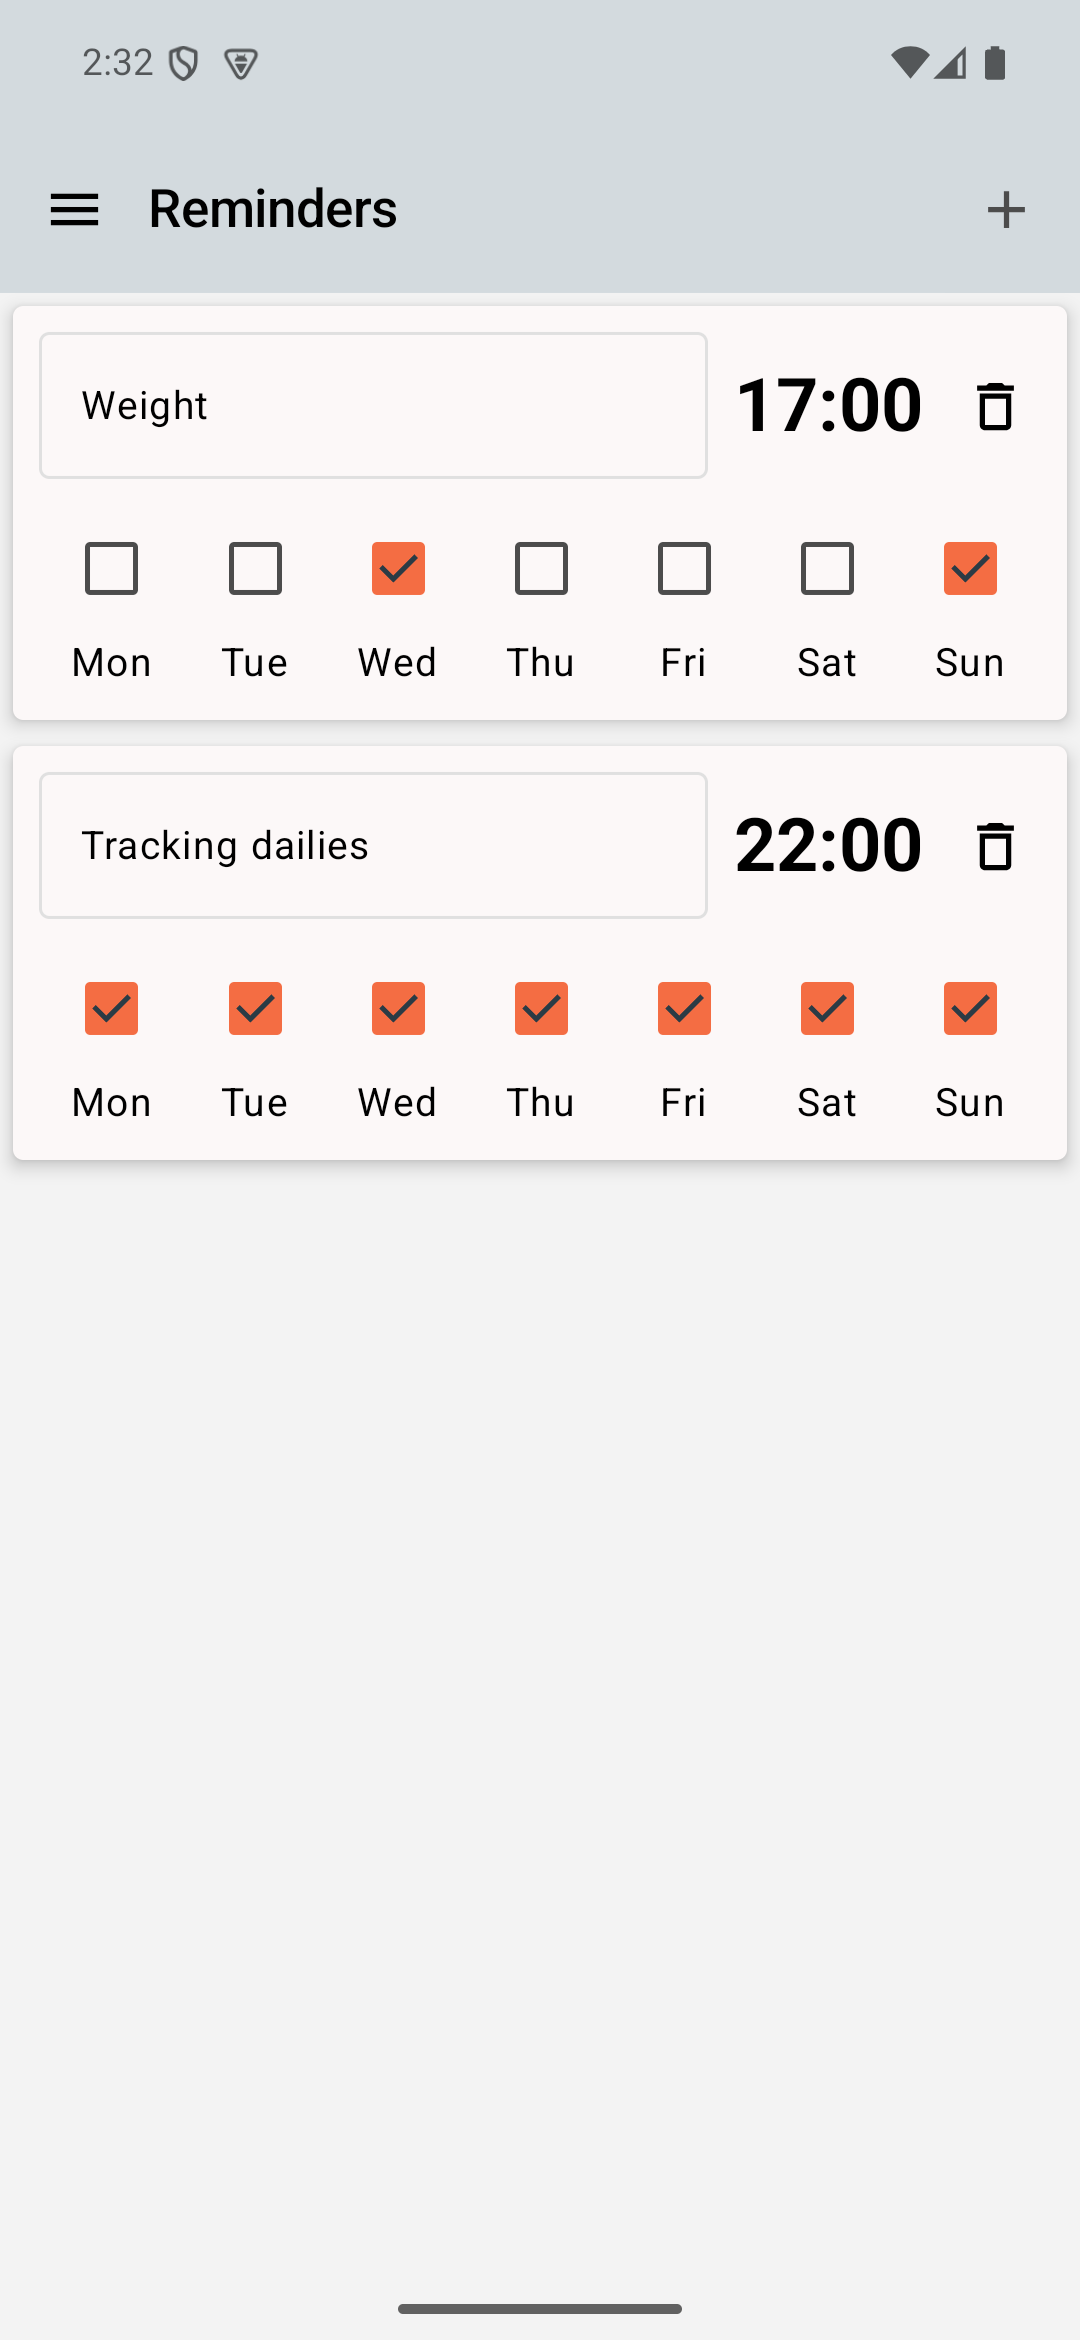 2:32
Reminders
Weight 17:00
Mon Tue Wed Thu Fri Sat Sun
Tracking dailies 22:00
Mon Tue Wed Thu Fri Sat Sun